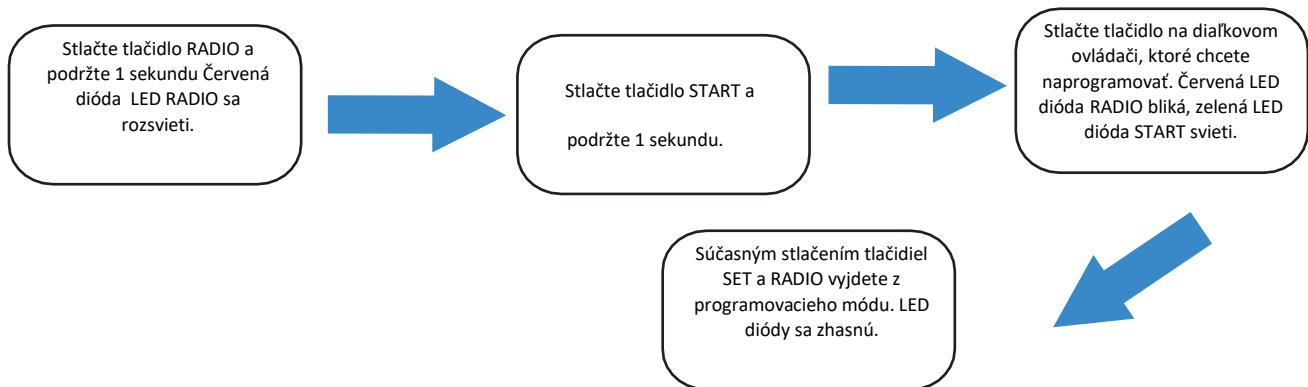 Stlačte tlačidlo RADIO a
podržte 1 sekundu Červená
dióda LED RADIO sa
rozsvieti.
Stlačte tlačidlo START a
podržte 1 sekundu.
Stlačte tlačidlo na diaľkovom
ovládači, ktoré chcete
naprogramovať. Červená LED
dióda RADIO bliká, zelená LED
dióda START svieti.
Súčasným stlačením tlačidiel
SET a RADIO vyjdete z
programovacieho módu. LED
diódy sa zhasnú.